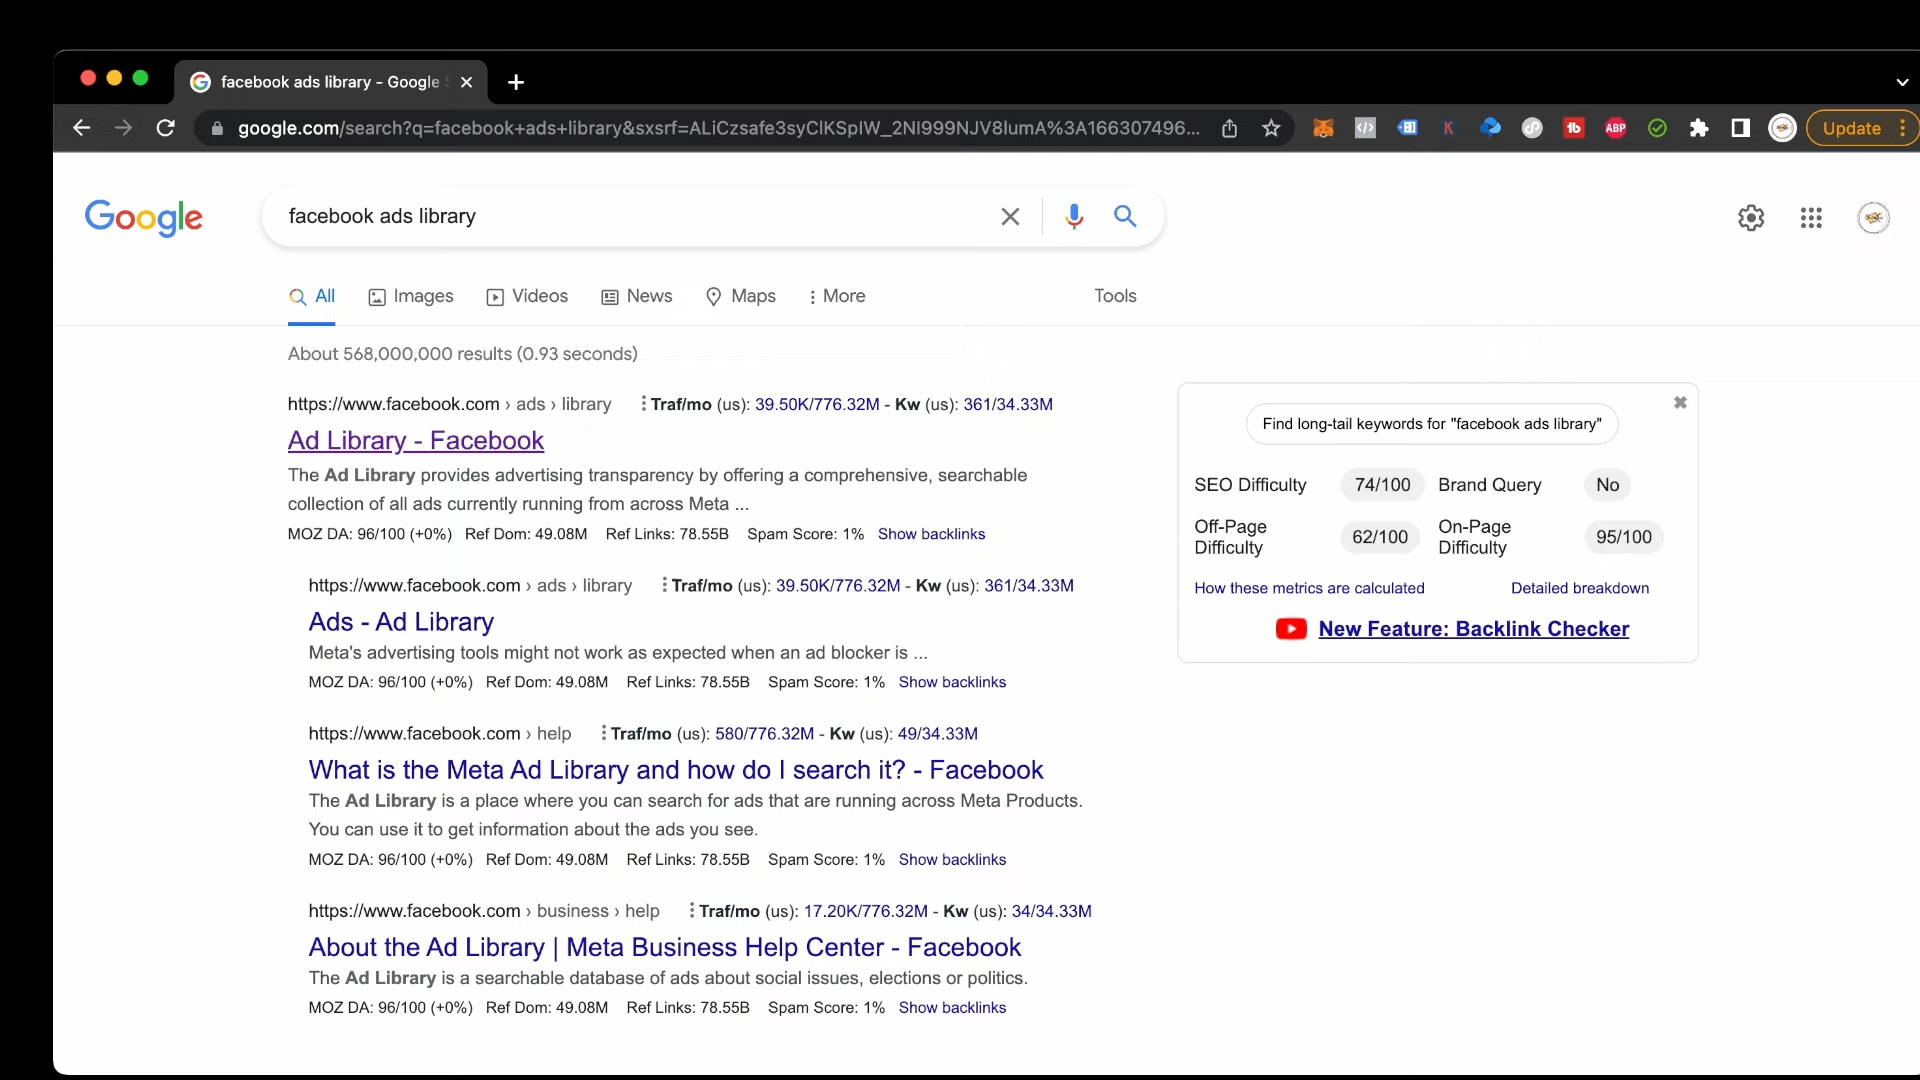 facebook ads library - Google
google.com/search?q=facebook+ads+library&sxsrf=ALiCzsafe3syClKSpIW_2NI999NJV8IumA%3A166307496...
K
tb
ABP
Update
Google
facebook ads library
All
Images
Videos
News
Maps
More
Tools
About 568,000,000 results (0.93 seconds)
https://www.facebook.com › ads › library Traf/mo (us): 39.50K/776.32M - Kw (us): 361/34.33M
Ad Library - Facebook
The Ad Library provides advertising transparency by offering a comprehensive, searchable
collection of all ads currently running from across Meta ...
MOZ DA: 96/100 (+0%) Ref Dom: 49.08M Ref Links: 78.55B Spam Score: 1% Show backlinks
https://www.facebook.com › ads › library Traf/mo (us): 39.50K/776.32M - Kw (us): 361/34.33M
Ads - Ad Library
Meta's advertising tools might not work as expected when an ad blocker is ...
MOZ DA: 96/100 (+0%) Ref Dom: 49.08M Ref Links: 78.55B Spam Score: 1% Show backlinks
https://www.facebook.com › help Traf/mo (us): 580/776.32M - Kw (us): 49/34.33M
What is the Meta Ad Library and how do I search it? - Facebook
The Ad Library is a place where you can search for ads that are running across Meta Products.
You can use it to get information about the ads you see.
MOZ DA: 96/100 (+0%) Ref Dom: 49.08M Ref Links: 78.55B Spam Score: 1% Show backlinks
https://www.facebook.com › business › help Traf/mo (us): 17.20K/776.32M - Kw (us): 34/34.33M
About the Ad Library | Meta Business Help Center - Facebook
The Ad Library is a searchable database of ads about social issues, elections or politics.
MOZ DA: 96/100 (+0%) Ref Dom: 49.08M Ref Links: 78.55B Spam Score: 1% Show backlinks
Find long-tail keywords for "facebook ads library"
SEO Difficulty 74/100 Brand Query No
Off-Page Difficulty 62/100 On-Page Difficulty 95/100
How these metrics are calculated Detailed breakdown
New Feature: Backlink Checker